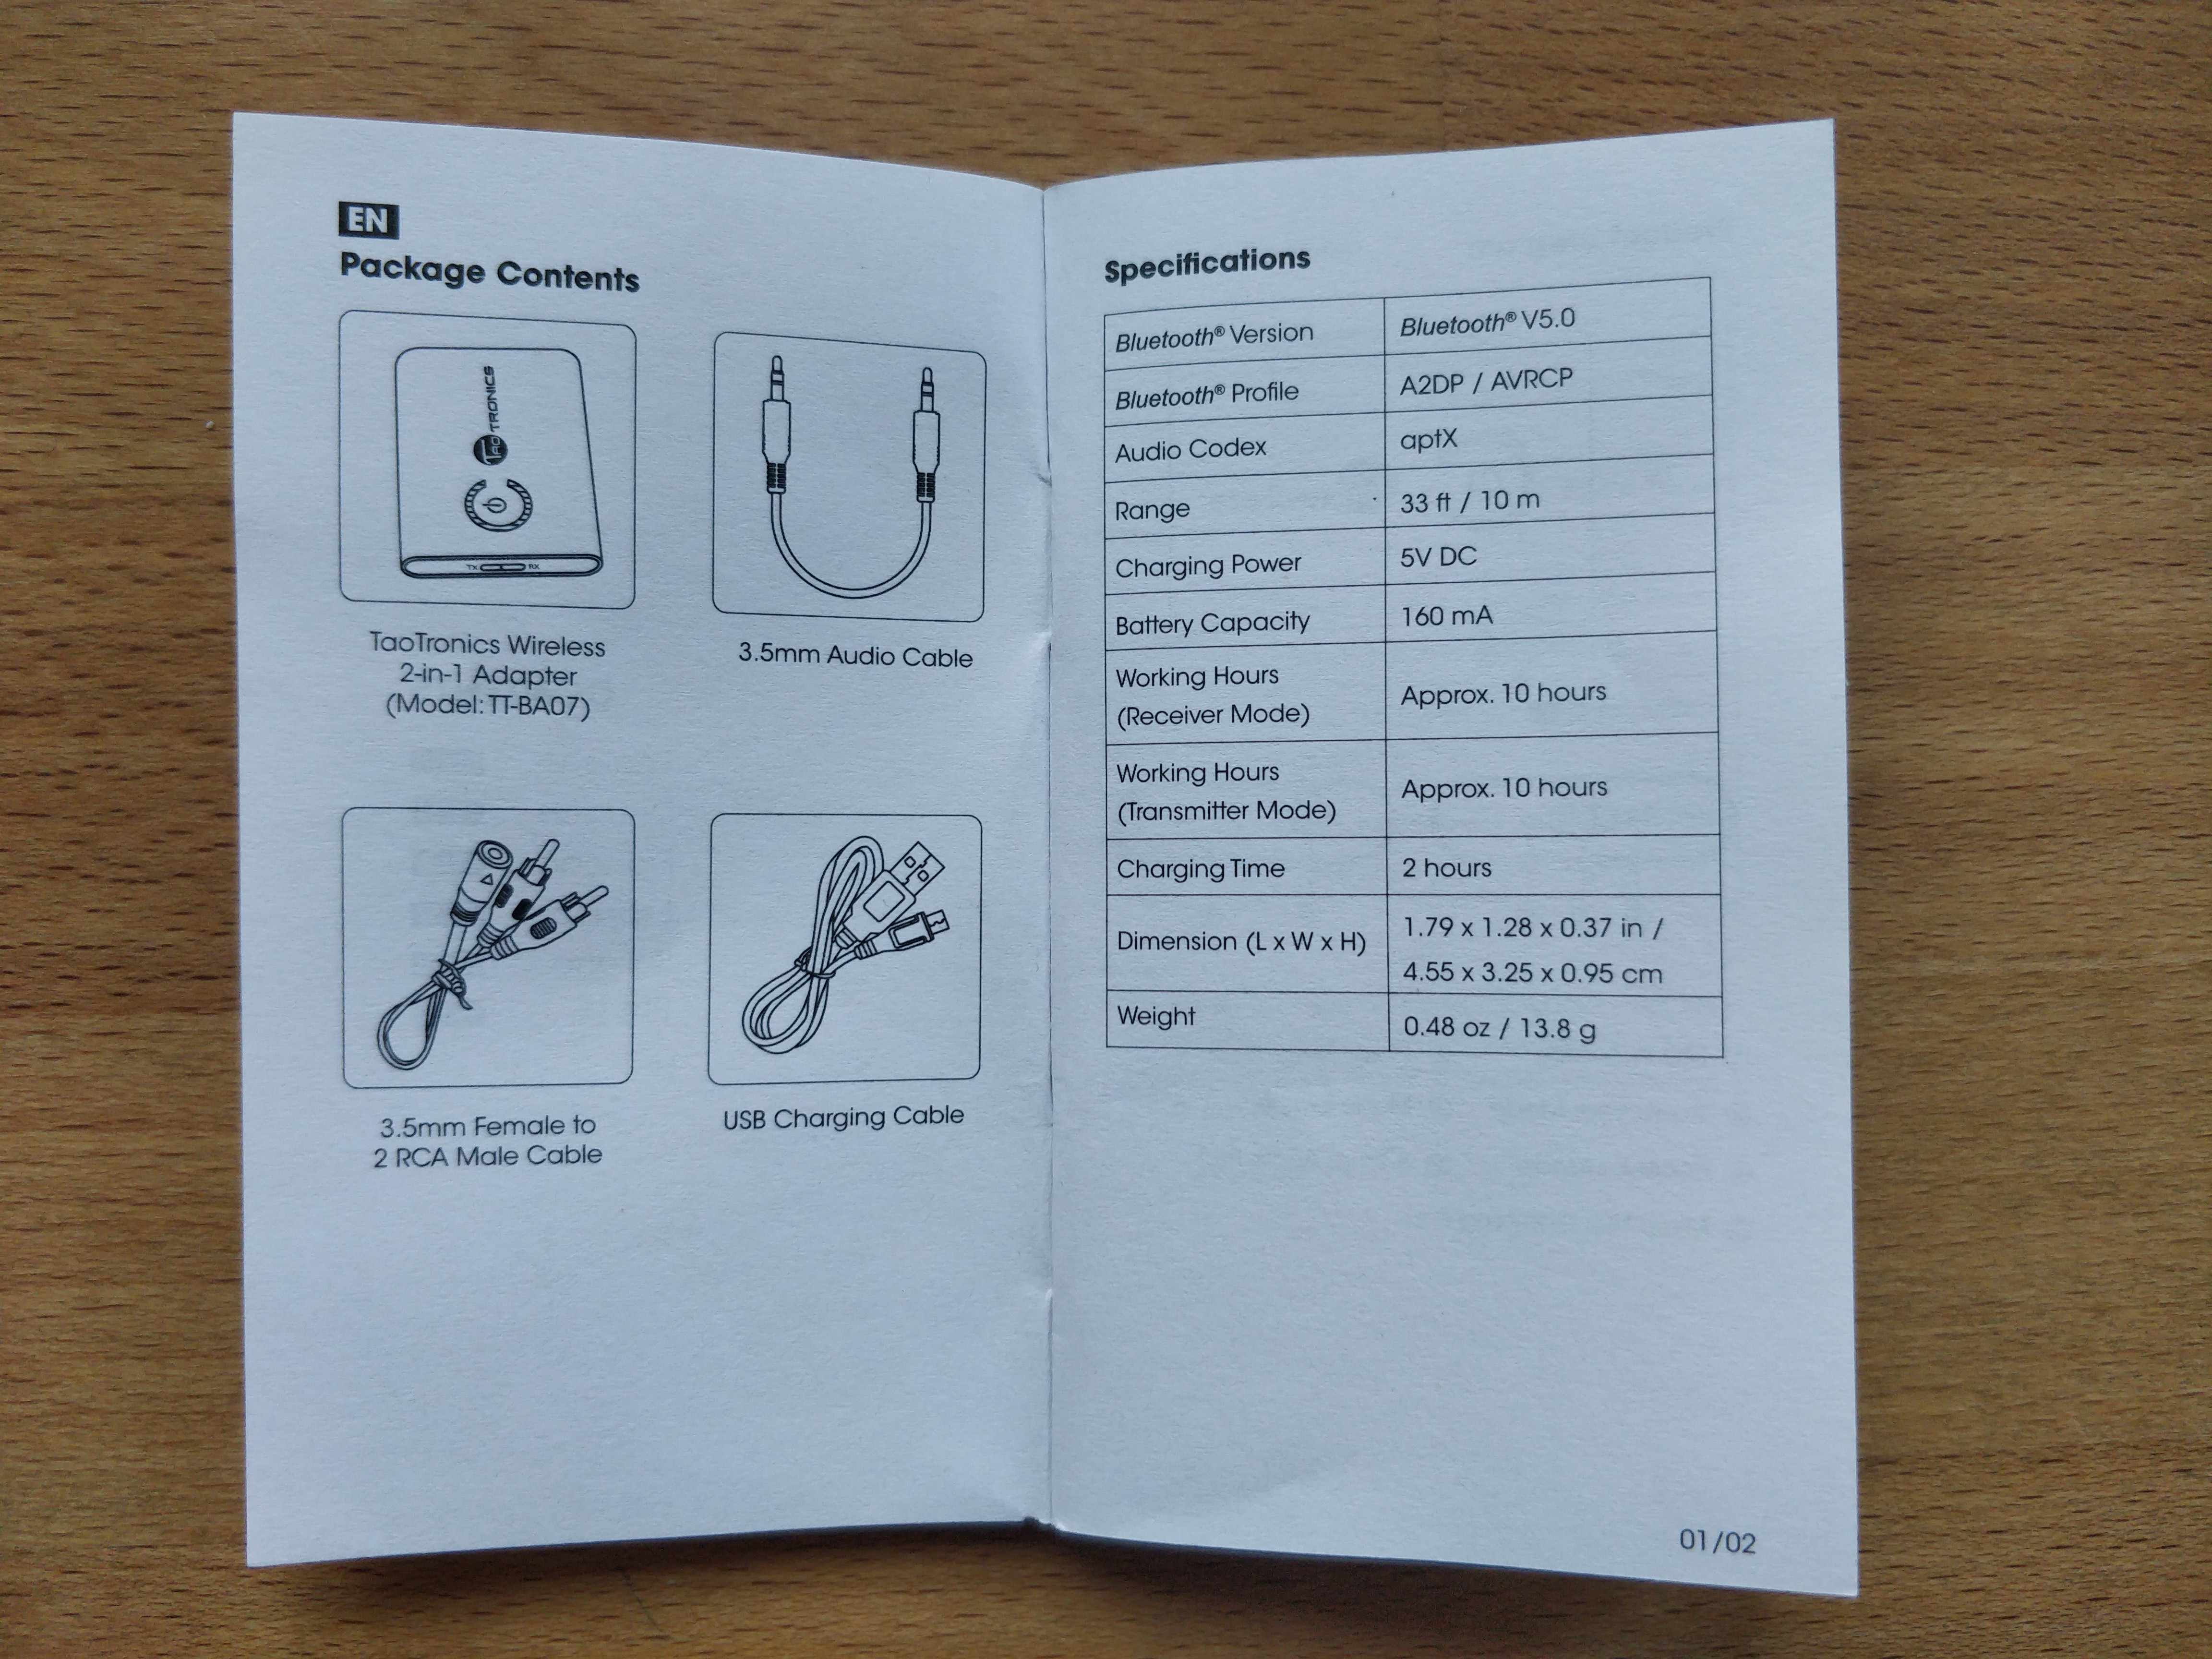 EN
Package Contents
TAOTRONICS
TX RX
TaoTronics Wireless
2-in-1 Adapter
(Model: TT-BA07)
3.5mm Audio Cable
3.5mm Female to
2 RCA Male Cable
USB Charging Cable
Specifications
Bluetooth® Version Bluetooth® V5.0
Bluetooth® Profile A2DP / AVRCP
Audio Codex aptX
Range 33 ft / 10 m
Charging Power 5V DC
Battery Capacity 160 mA
Working Hours
(Receiver Mode) Approx. 10 hours
Working Hours
(Transmitter Mode) Approx. 10 hours
Charging Time 2 hours
Dimension (L x W x H) 1.79 x 1.28 x 0.37 in /
4.55 x 3.25 x 0.95 cm
Weight 0.48 oz / 13.8 g
01/02